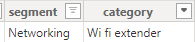 segment category
Networking Wi fi extender